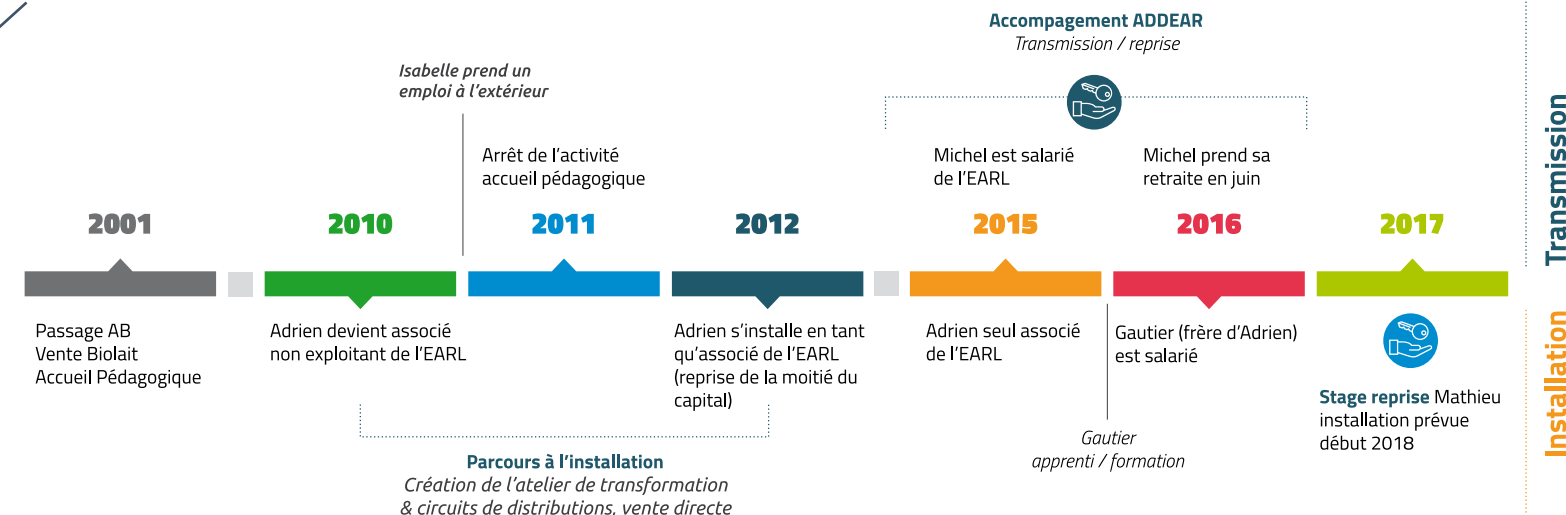 Accompagnement ADDEAR
Transmission / reprise
Isabelle prend un
emploi à l'extérieur
Arrêt de l'activité
accueil pédagogique
Michel est salarié
de l'EARL
Michel prend sa
retraite en juin
2001
2010
2011
2012
2015
2016
2017
Passage AB
Vente Biolait
Accueil Pédagogique
Adrien devient associé
non exploitant de l'EARL
Adrien s'installe en tant
qu'associé de l'EARL
(reprise de la moitié du
capital)
Adrien seul associé
de l'EARL
Gautier (frère d'Adrien)
est salarié
Stage reprise Mathieu
installation prévue
début 2018
Gautier
apprenti / formation
Parcours à l'installation
Création de l'atelier de transformation
& circuits de distributions, vente directe
Transmission
Installation